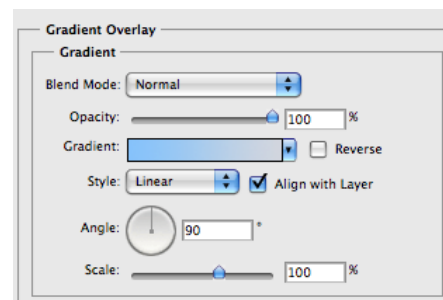 Gradient Overlay
Gradient
Blend Mode: Normal
Opacity: 100 %
Gradient: Reverse
Style: Linear Align with Layer
Angle: 90 °
Scale: 100 %